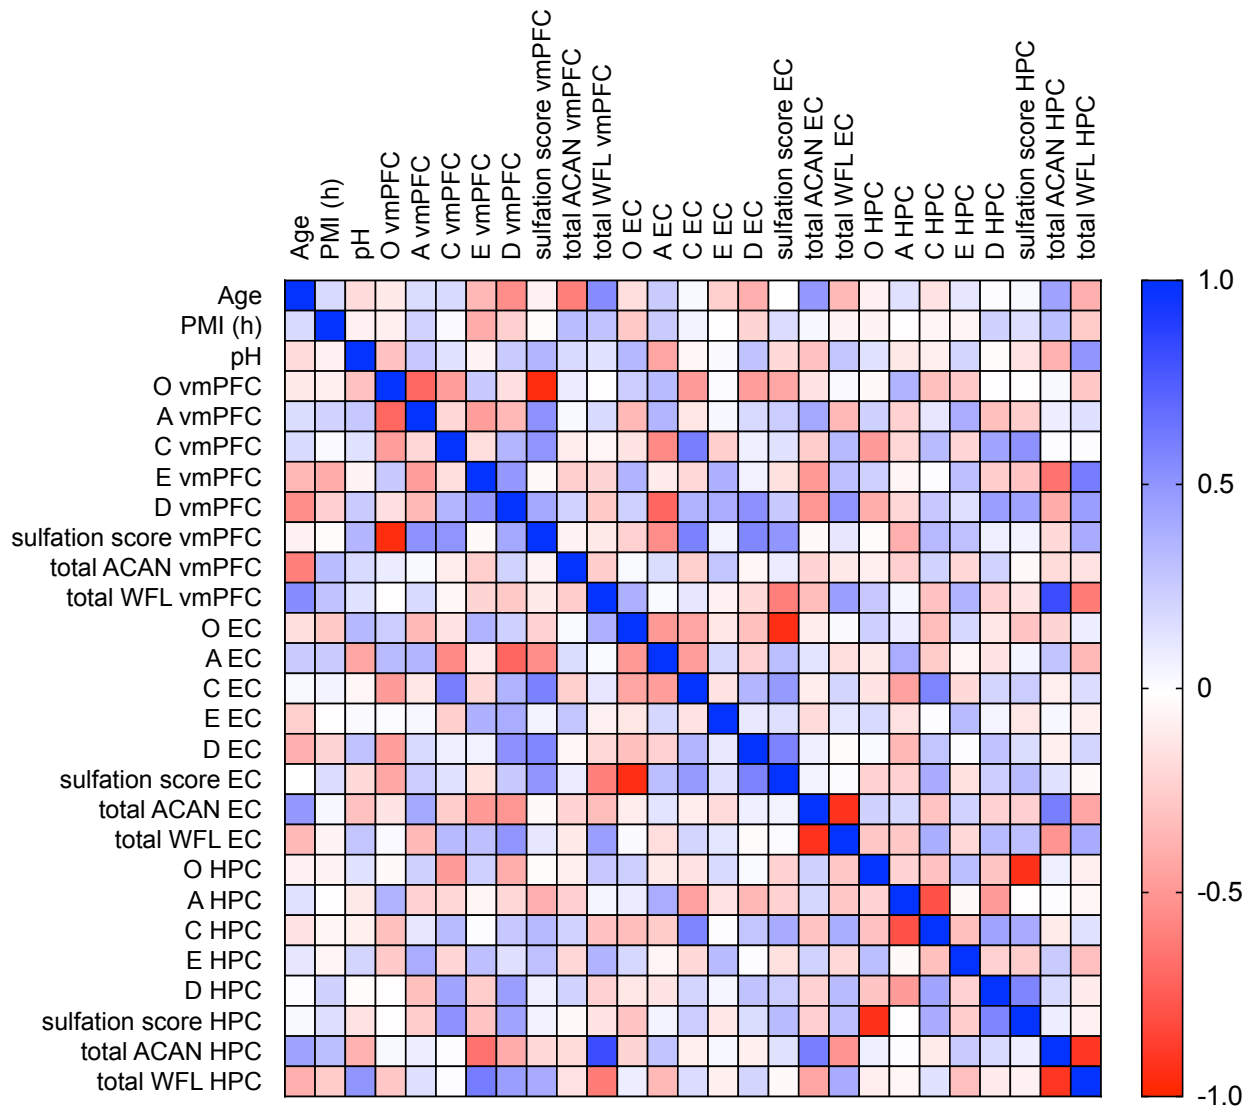 Age
PMI (h)
pH
O vmPFC
A vmPFC
C vmPFC
E vmPFC
D vmPFC
sulfation score vmPFC
total ACAN vmPFC
total WFL vmPFC
O EC
A EC
C EC
E EC
D EC
sulfation score EC
total ACAN EC
total WFL EC
O HPC
A HPC
C HPC
E HPC
D HPC
sulfation score HPC
total ACAN HPC
total WFL HPC
Age
PMI (h)
pH
O vmPFC
A vmPFC
C vmPFC
E vmPFC
D vmPFC
sulfation score vmPFC
total ACAN vmPFC
total WFL vmPFC
O EC
A EC
C EC
E EC
D EC
sulfation score EC
total ACAN EC
total WFL EC
O HPC
A HPC
C HPC
E HPC
D HPC
sulfation score HPC
total ACAN HPC
total WFL HPC
1.0
0.5
0
-0.5
-1.0